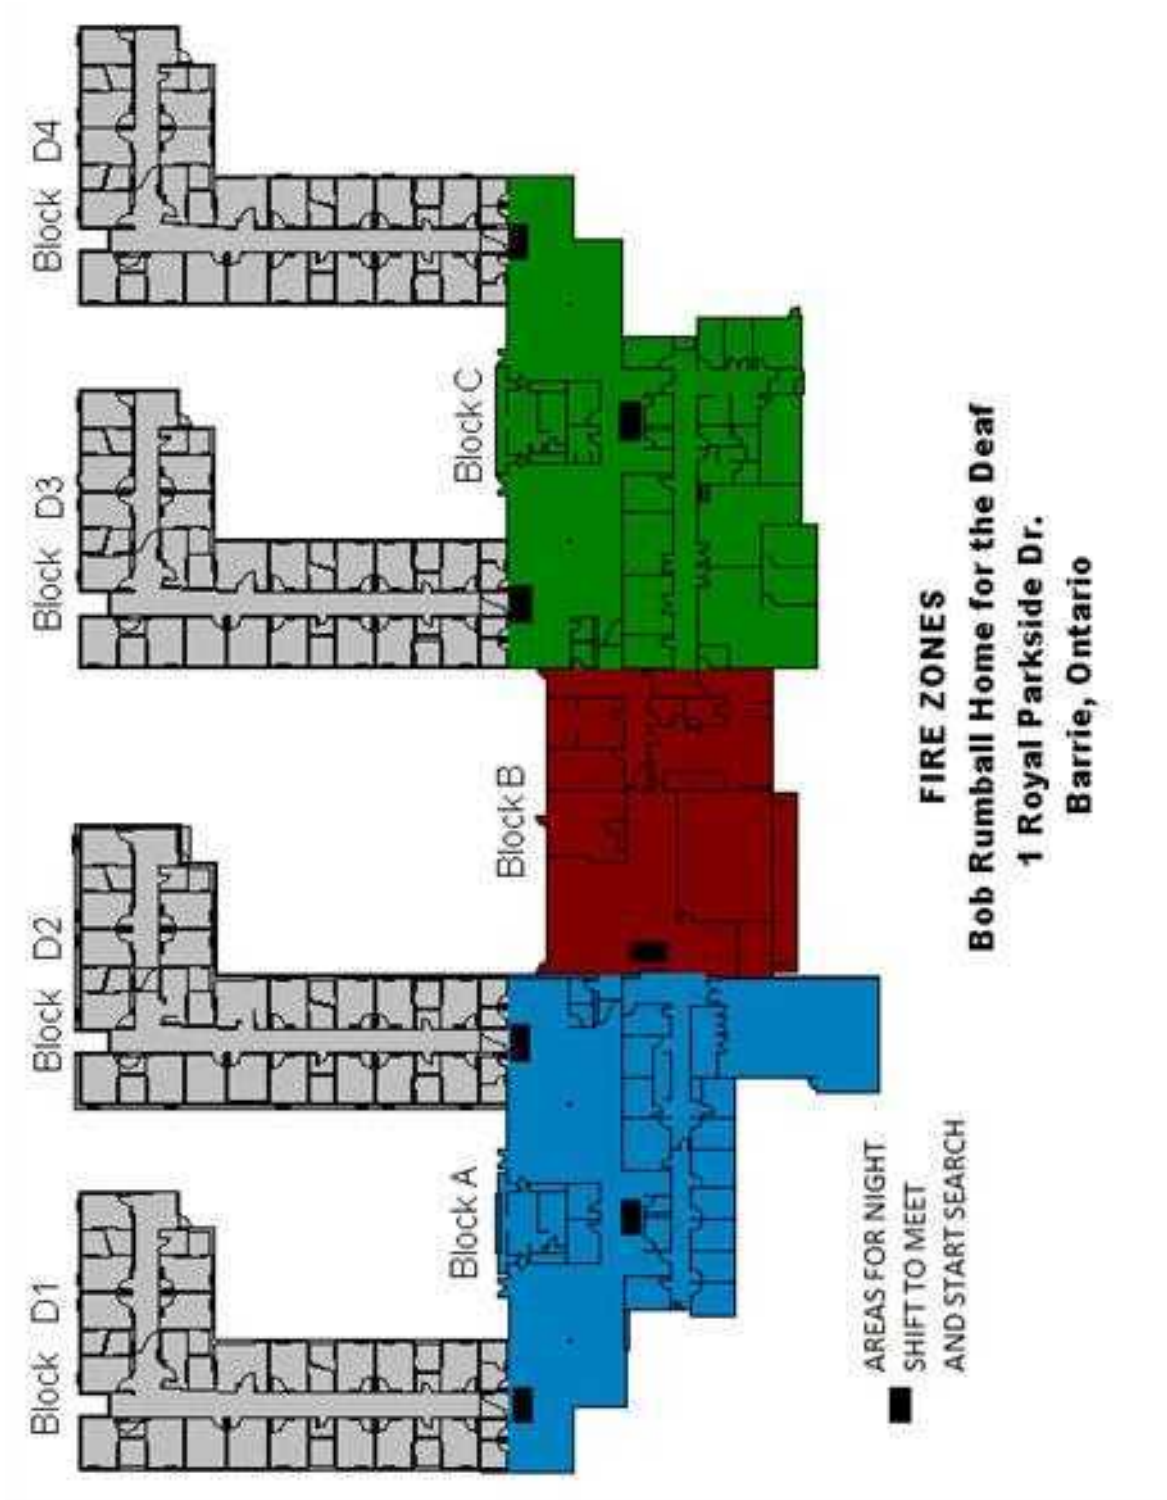 Block D1
Block D2
Block D3
Block D4
Block A
Block B
Block C
AREAS FOR NIGHT
SHIFT TO MEET
AND START SEARCH
FIRE ZONES
Bob Rumball Home for the Deaf
1 Royal Parkside Dr.
Barrie, Ontario